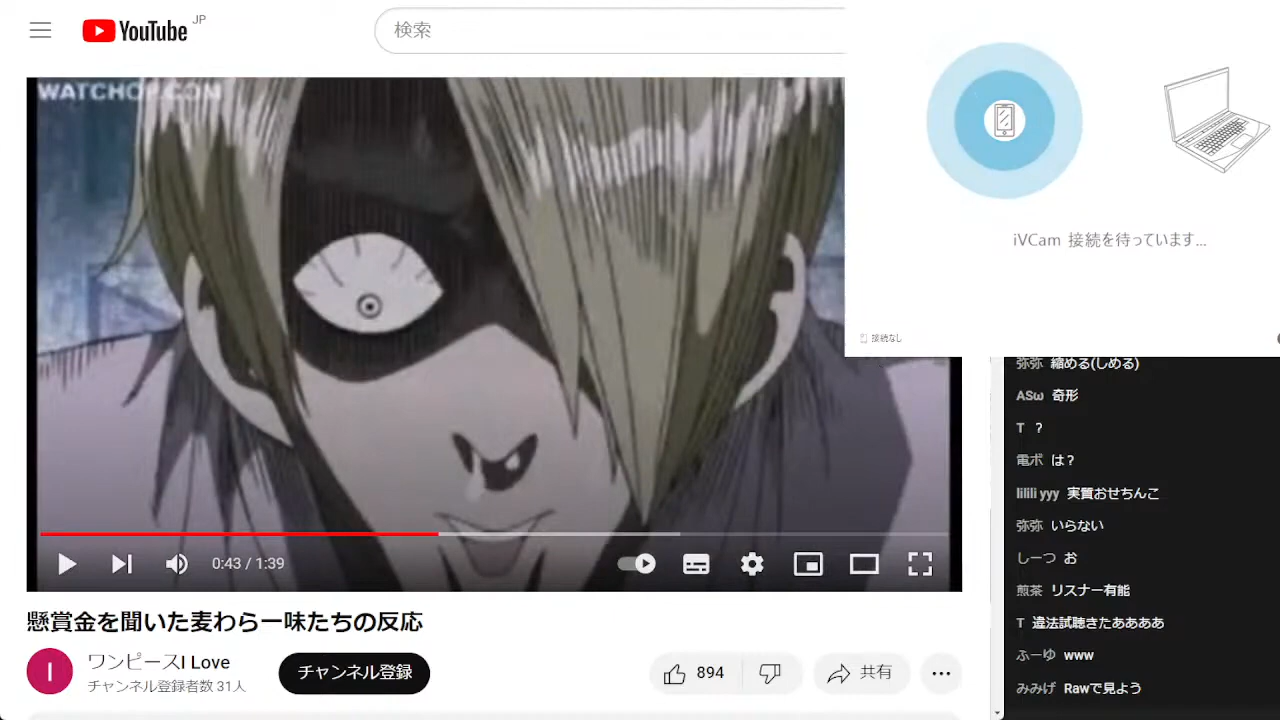 YouTube JP
検索
WATCHOP.COM
iVCam 接続を待っています...
接続なし
弥弥 縮める(しめる)
ASω 奇形
T ？
電ボ は？
lilili yyy 実質おせちんこ
弥弥 いらない
しーつ お
煎茶 リスナー有能
T 違法試聴きたああああ
ふーゆ www
みみげ Rawで見よう
0:43 / 1:39
懸賞金を聞いた麦わら一味たちの反応
I
ワンピースI Love
チャンネル登録者数 31人
チャンネル登録
894
共有